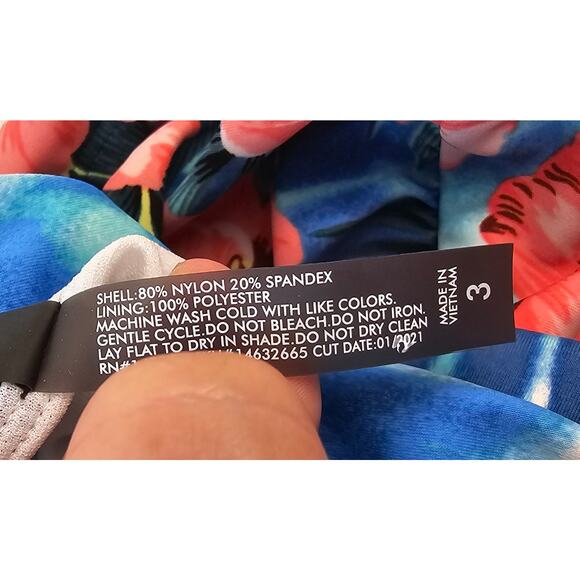 SHELL:80% NYLON 20% SPANDEX
LINING:100% POLYESTER
MACHINE WASH COLD WITH LIKE COLORS.
GENTLE CYCLE.DO NOT BLEACH.DO NOT IRON.
LAY FLAT TO DRY IN SHADE.DO NOT DRY CLEAN
RN#1 #14632665 CUT DATE:01/2021
MADE IN
VIETNAM
3